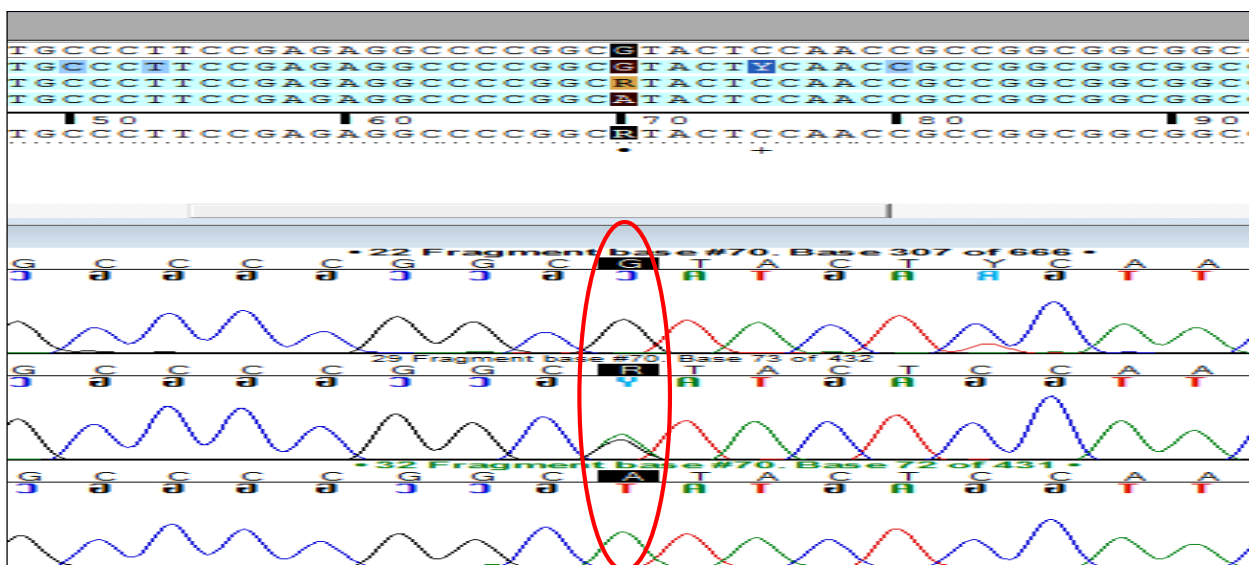 TGCCCTTCCGAGAGGCCCCGGCGTACTCCAACCGCCGGCGGCGGC
TGCCCTTCCGAGAGGCCCCGGCGTACTYCAACCGCCGGCGGCGGC
TGCCCTTCCGAGAGGCCCCGGCRTACTCCAACCGCCGGCGGCGGC
TGCCCTTCCGAGAGGCCCCGGCATACTCCAACCGCCGGCGGCGGC
50 60 70 80 90
TGCCCTTCCGAGAGGCCCCGGCRTACTCCAACCGCCGGCGGCGGC
• +
• 22 Fragment base #70. Base 307 of 666 •
G C C C C G G C G T A C T Y C A A
C G G G G C C G C A T G A R G T T
29 Fragment base #70. Base 73 of 432
G C C C C G G C R T A C T C C A A
C G G G G C C G Y A T G A G G T T
• 32 Fragment base #70. Base 72 of 431 •
G C C C C G G C A T A C T C C A A
C G G G G C C G T A T G A G G T T